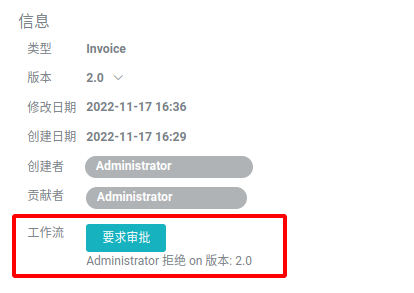 信息
类型 Invoice
版本 2.0
修改日期 2022-11-17 16:36
创建日期 2022-11-17 16:29
创建者 Administrator
贡献者 Administrator
工作流 要求审批
Administrator 拒绝 on 版本: 2.0